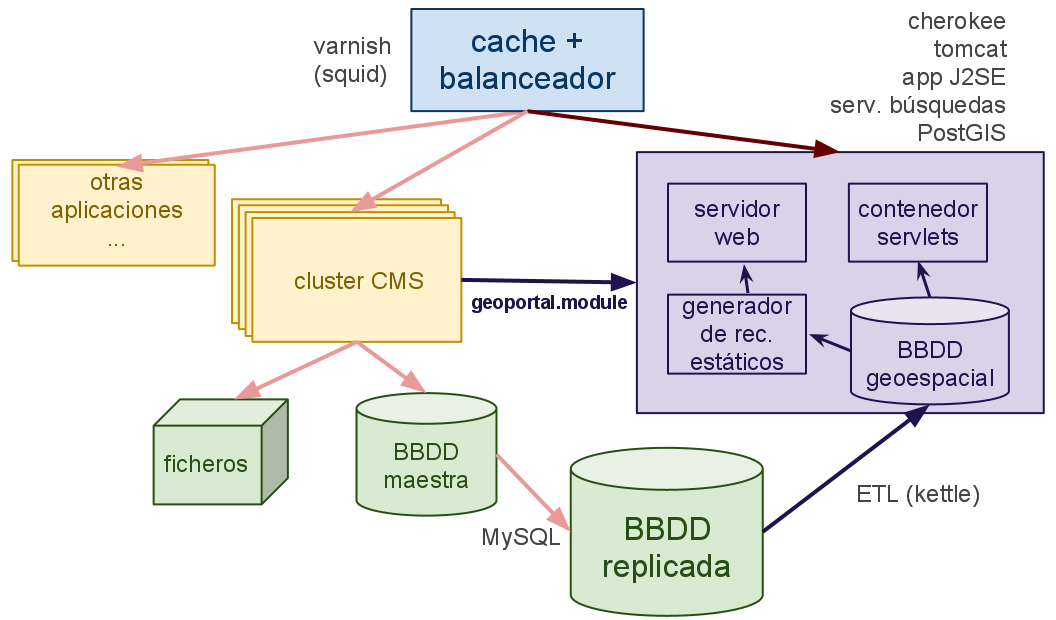 varnish
(squid)
cache +
balanceador
cherokee
tomcat
app J2SE
serv. búsquedas
PostGIS
otras
aplicaciones
...
cluster CMS
geoportal.module
servidor
web
contenedor
servlets
generador
de rec.
estáticos
BBDD
geoespacial
ficheros
BBDD
maestra
MySQL
BBDD
replicada
ETL (kettle)